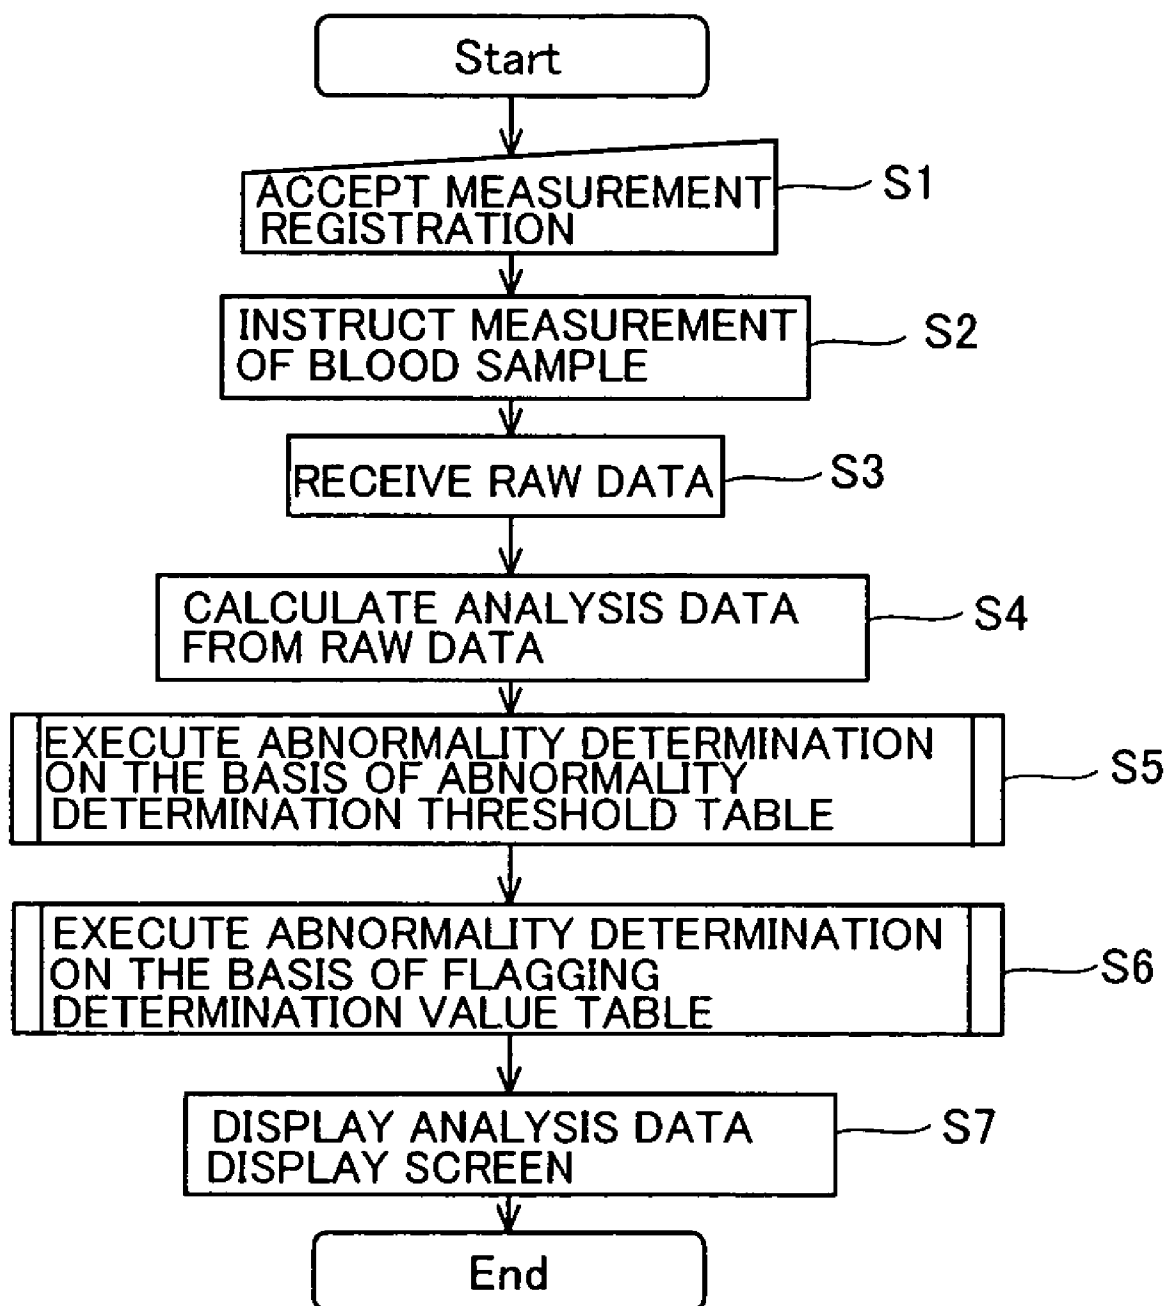 Start
ACCEPT MEASUREMENT
REGISTRATION
S1
INSTRUCT MEASUREMENT
OF BLOOD SAMPLE
S2
RECEIVE RAW DATA
S3
CALCULATE ANALYSIS DATA
FROM RAW DATA
S4
EXECUTE ABNORMALITY DETERMINATION
ON THE BASIS OF ABNORMALITY
DETERMINATION THRESHOLD TABLE
S5
EXECUTE ABNORMALITY DETERMINATION
ON THE BASIS OF FLAGGING
DETERMINATION VALUE TABLE
S6
DISPLAY ANALYSIS DATA
DISPLAY SCREEN
S7
End